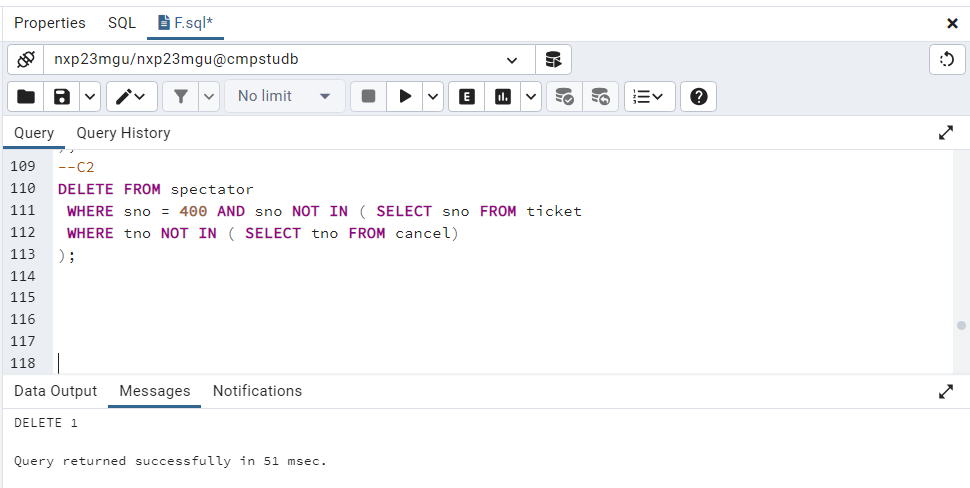 Properties SQL F.sql*
nxp23mgu/nxp23mgu@cmpstudb
No limit E
Query Query History
109 --C2
110 DELETE FROM spectator
111 WHERE sno = 400 AND sno NOT IN ( SELECT sno FROM ticket
112 WHERE tno NOT IN ( SELECT tno FROM cancel)
113 );
114
115
116
117
118
Data Output Messages Notifications
DELETE 1
Query returned successfully in 51 msec.